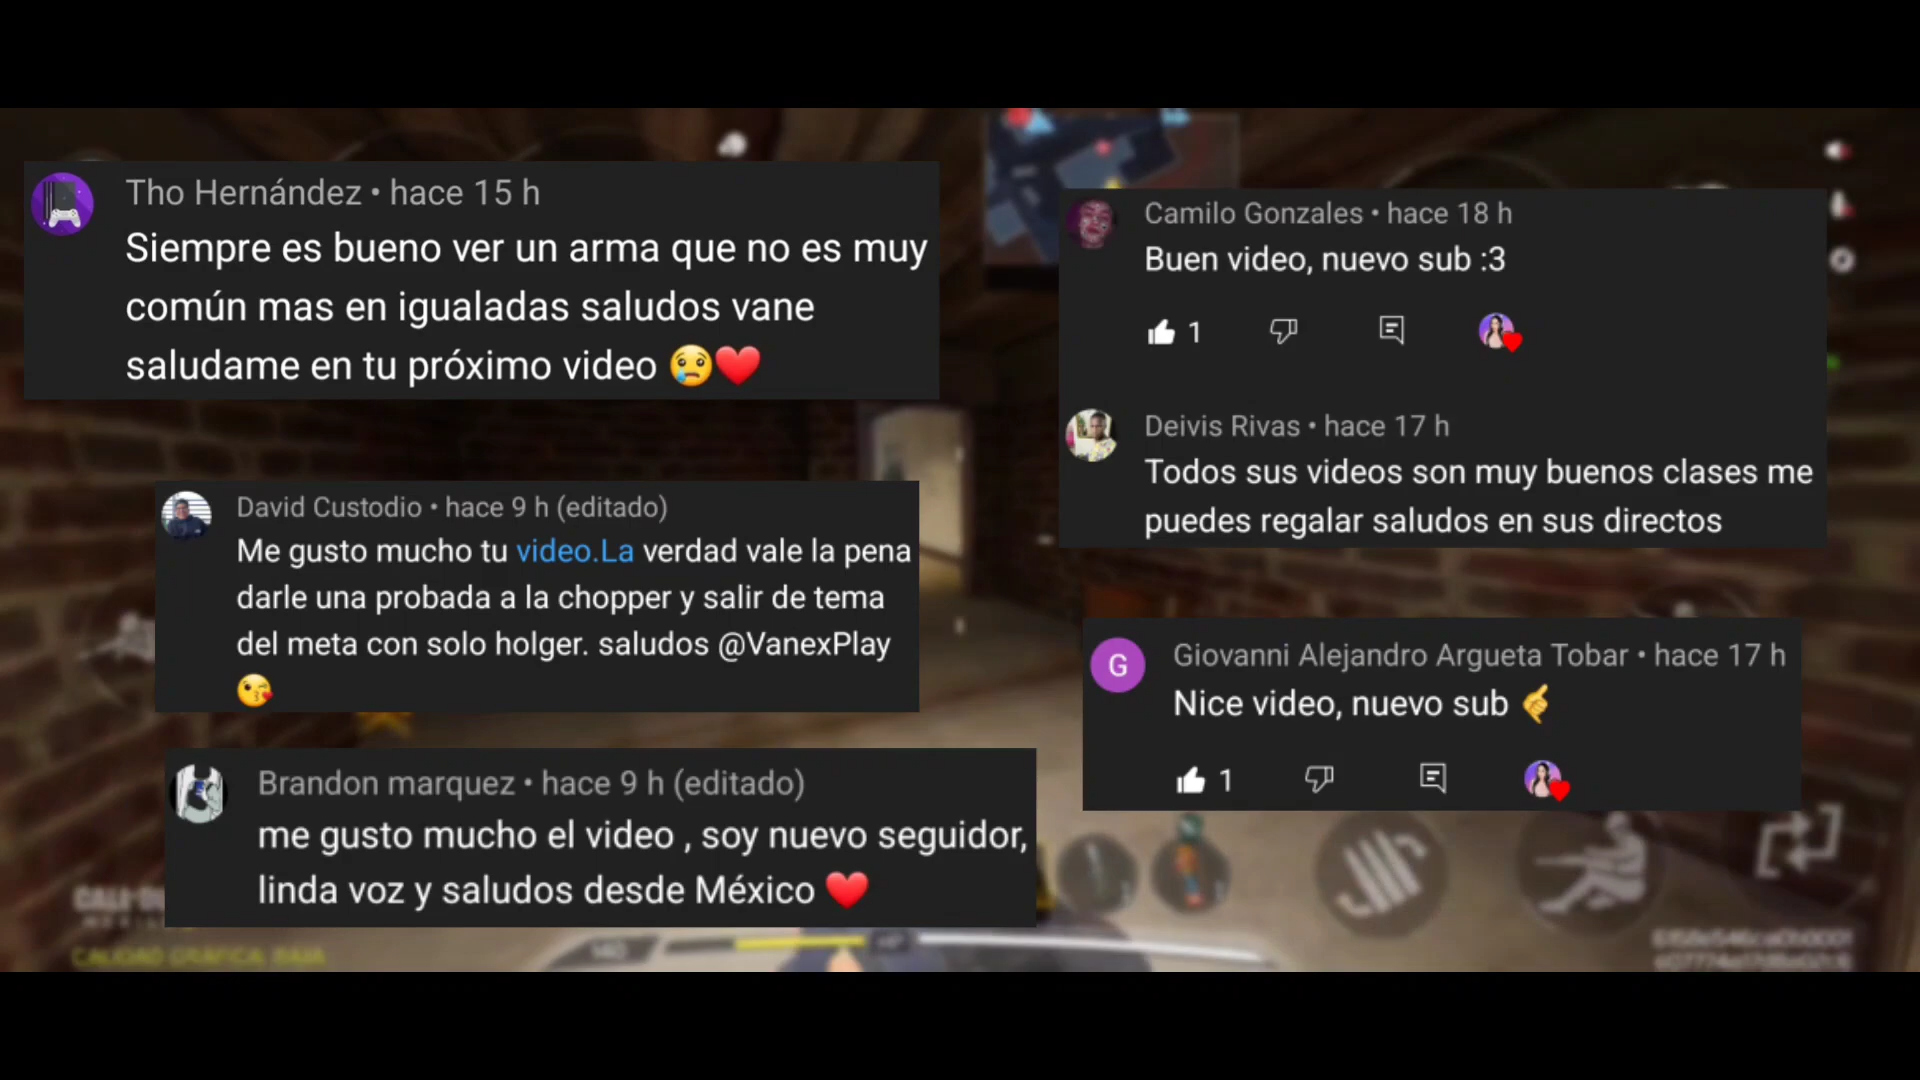 Tho Hernández • hace 15 h
Siempre es bueno ver un arma que no es muy
común mas en igualadas saludos vane
saludame en tu próximo video 😢❤️
David Custodio • hace 9 h (editado)
Me gusto mucho tu video.La verdad vale la pena
darle una probada a la chopper y salir de tema
del meta con solo holger. saludos @VanexPlay
😘
Brandon marquez • hace 9 h (editado)
me gusto mucho el video , soy nuevo seguidor,
linda voz y saludos desde México ❤️
Camilo Gonzales • hace 18 h
Buen video, nuevo sub :3
1
Deivis Rivas • hace 17 h
Todos sus videos son muy buenos clases me
puedes regalar saludos en sus directos
G
Giovanni Alejandro Argueta Tobar • hace 17 h
Nice video, nuevo sub 🤙
1
CALIDAD GRÁFICA: BAJA